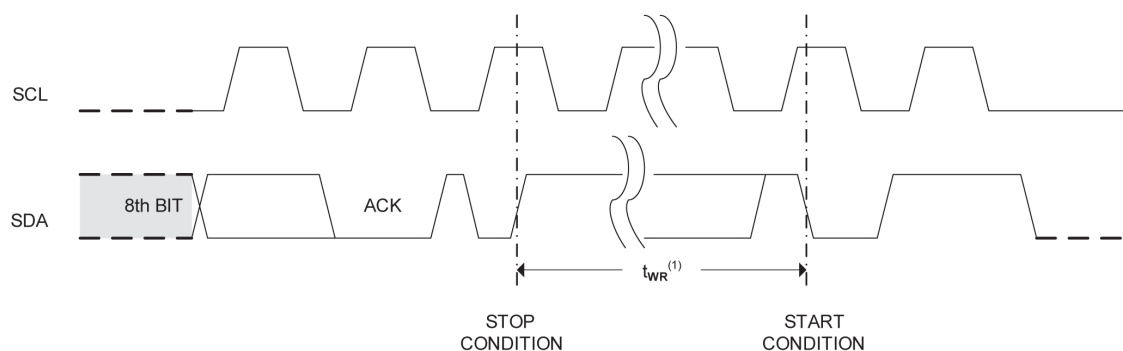 SCL
SDA
8th BIT
ACK
tWR(1)
STOP
CONDITION
START
CONDITION